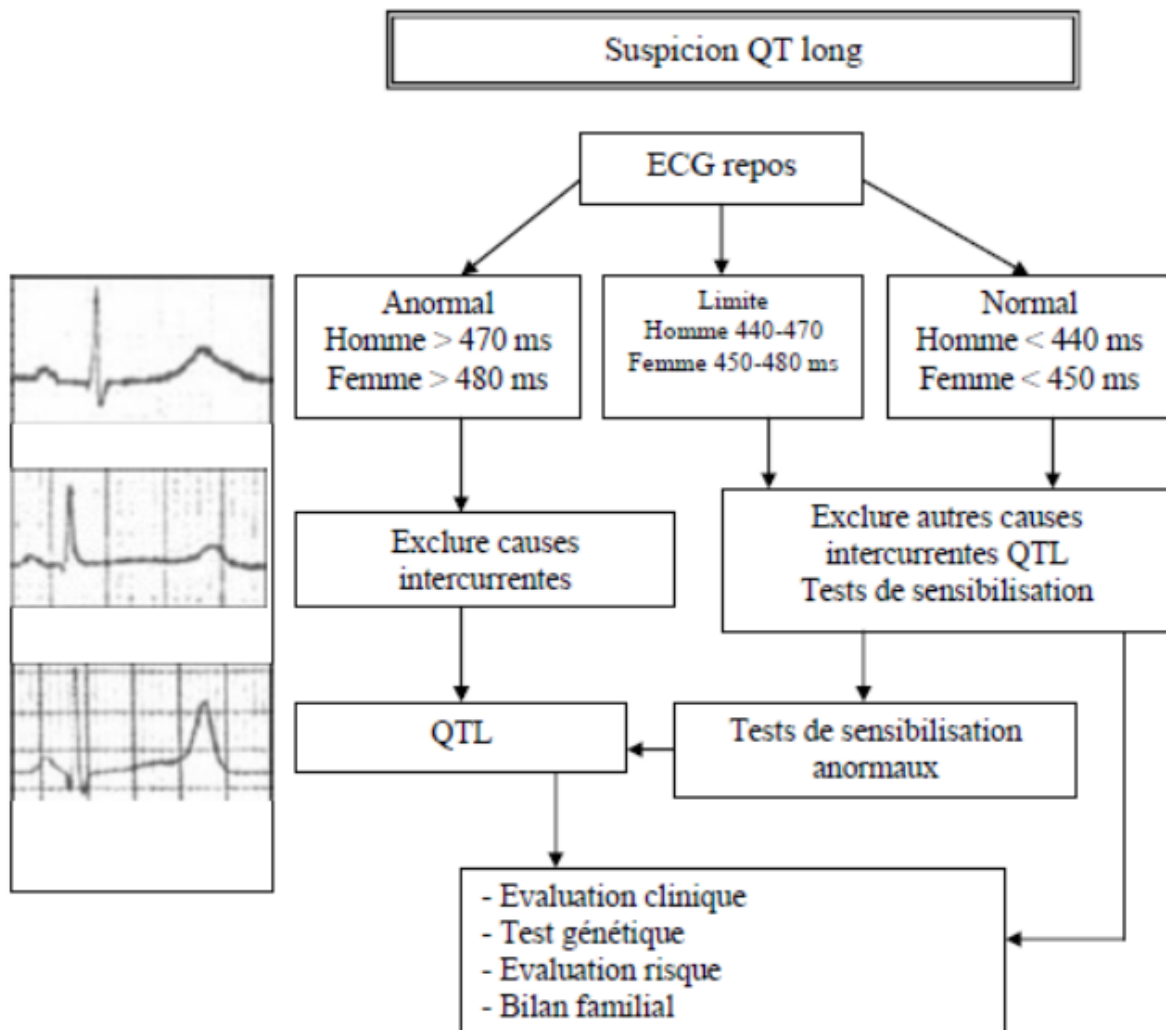 Suspicion QT long
ECG repos
Anormal
Homme > 470 ms
Femme > 480 ms
Limite
Homme 440-470
Femme 450-480 ms
Normal
Homme < 440 ms
Femme < 450 ms
Exclure causes
intercurrentes
Exclure autres causes
intercurrentes QTL
Tests de sensibilisation
QTL
Tests de sensibilisation
anormaux
- Evaluation clinique
- Test génétique
- Evaluation risque
- Bilan familial